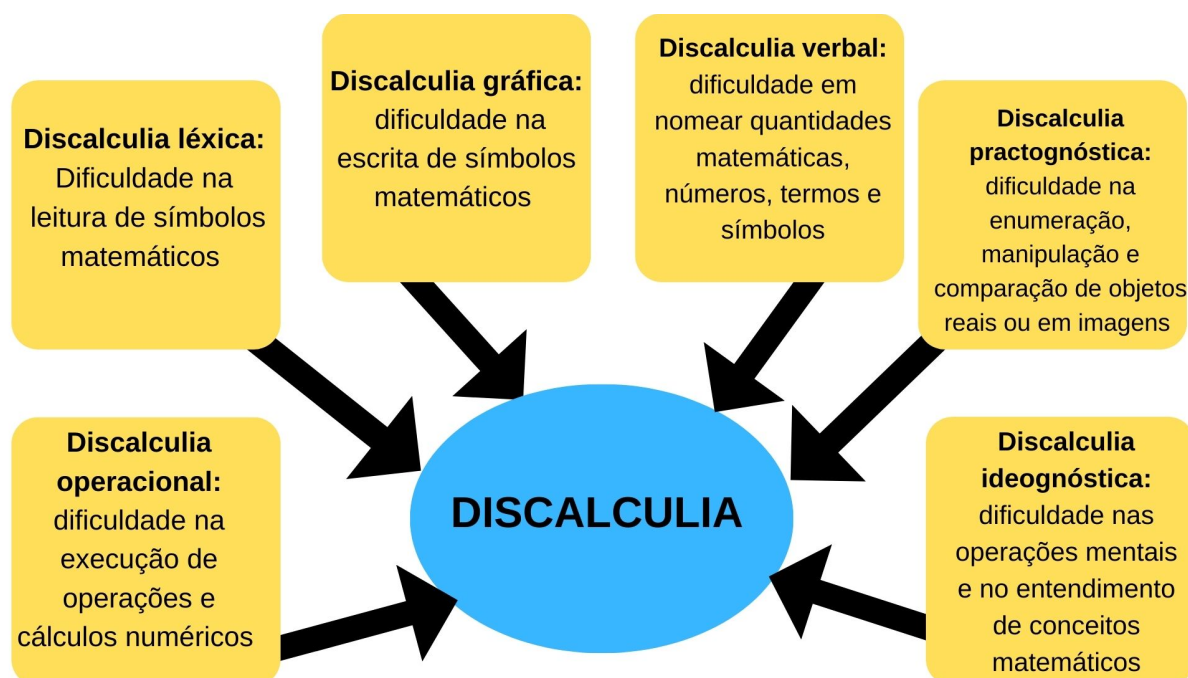 Discalculia léxica:
Dificuldade na
leitura de símbolos
matemáticos
Discalculia gráfica:
dificuldade na
escrita de símbolos
matemáticos
Discalculia verbal:
dificuldade em
nomear quantidades
matemáticas,
números, termos e
símbolos
Discalculia
practognóstica:
dificuldade na
enumeração,
manipulação e
comparação de objetos
reais ou em imagens
Discalculia
operacional:
dificuldade na
execução de
operações e
cálculos numéricos
DISCALCULIA
Discalculia
ideognóstica:
dificuldade nas
operações mentais
e no entendimento
de conceitos
matemáticos